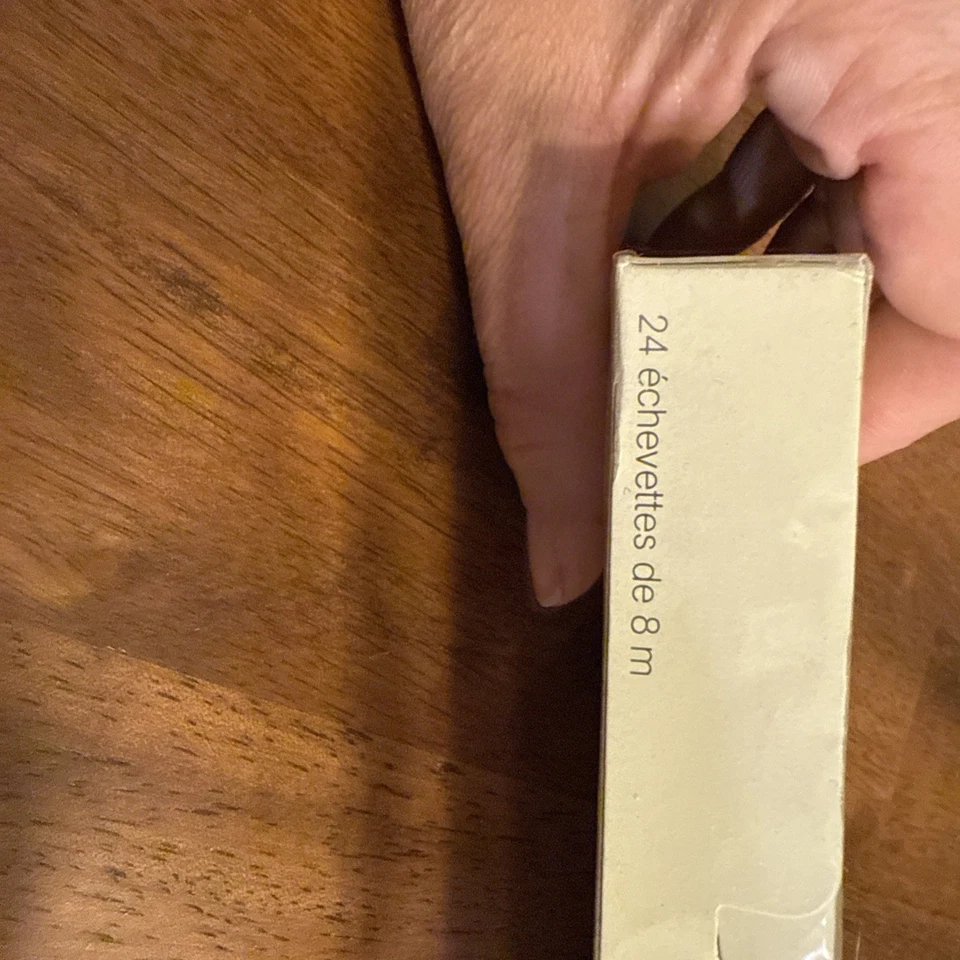 24 échevettes de 8 m